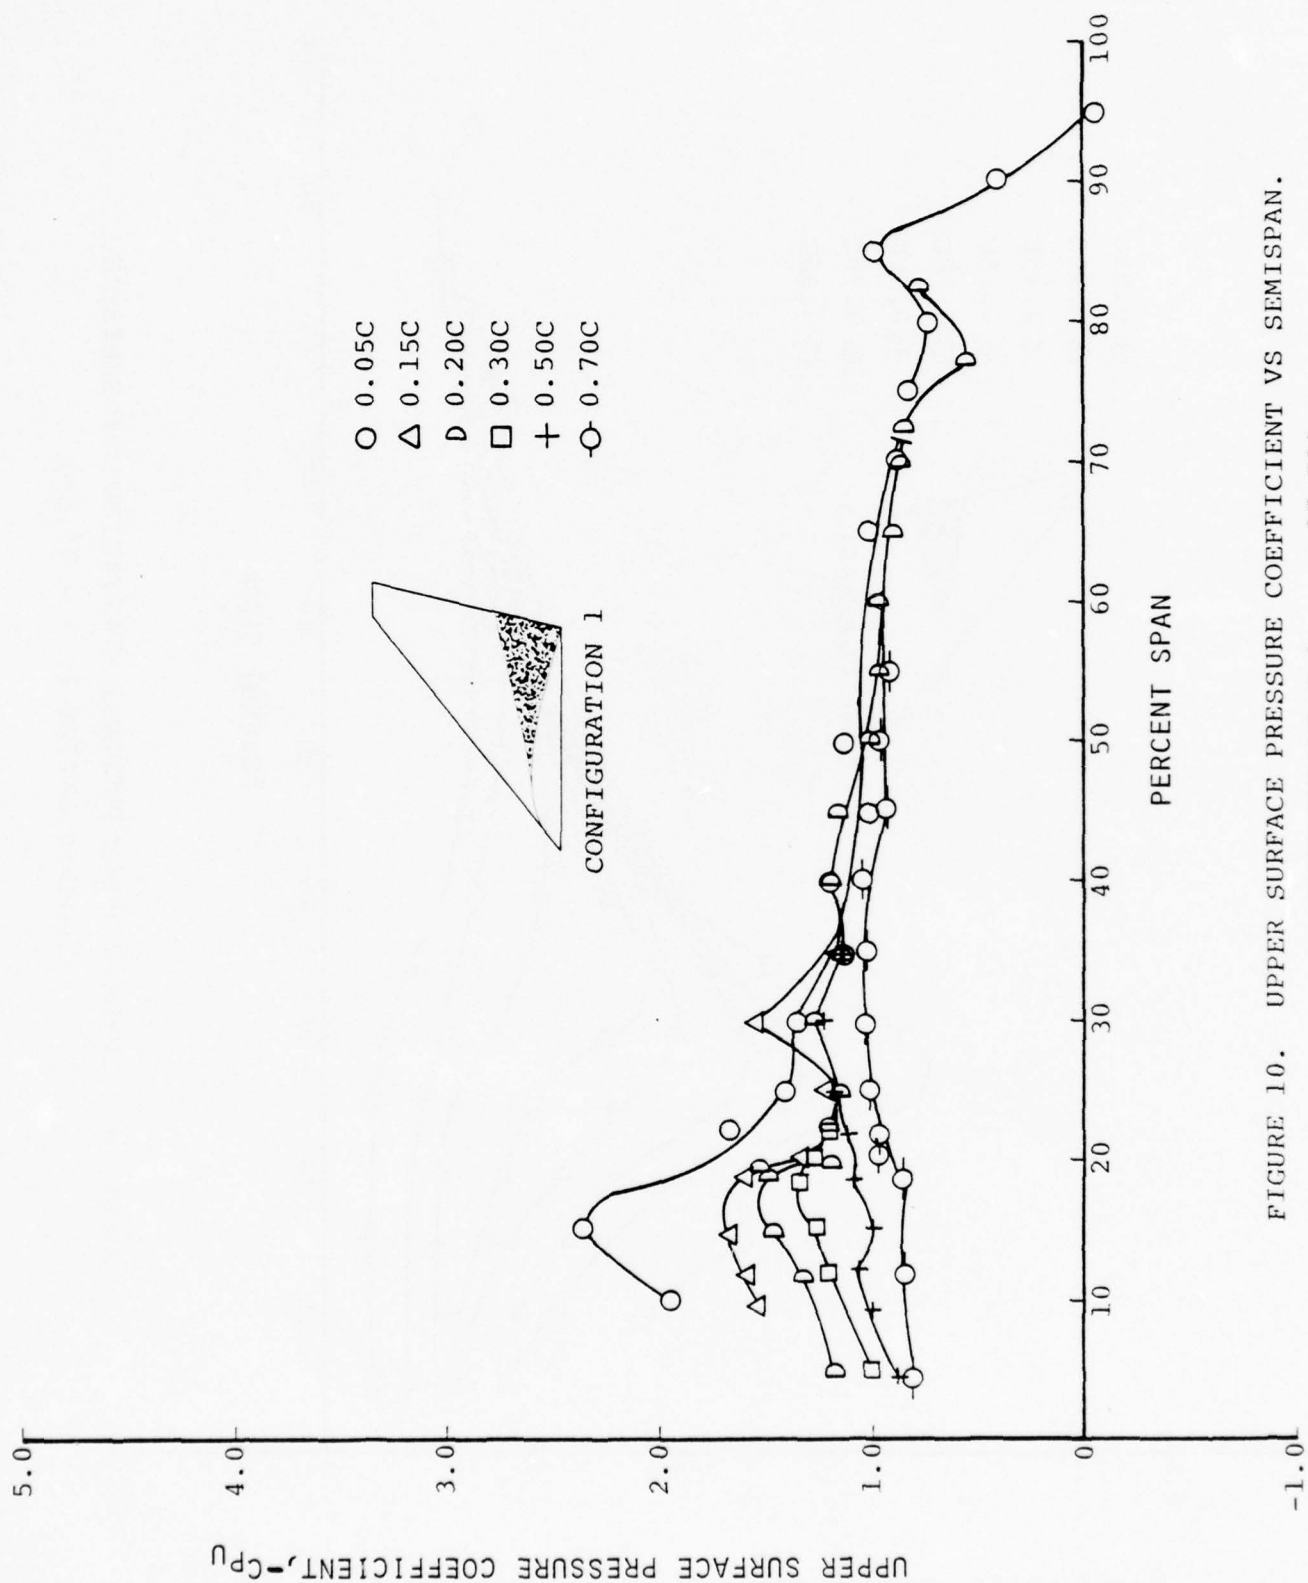 UPPER SURFACE PRESSURE COEFFICIENT, -CPU
5.0
4.0
3.0
2.0
1.0
0
-1.0
0.05C
0.15C
0.20C
0.30C
0.50C
0.70C
CONFIGURATION 1
10 20 30 40 50 60 70 80 90 100
PERCENT SPAN
FIGURE 10. UPPER SURFACE PRESSURE COEFFICIENT VS SEMISPAN.